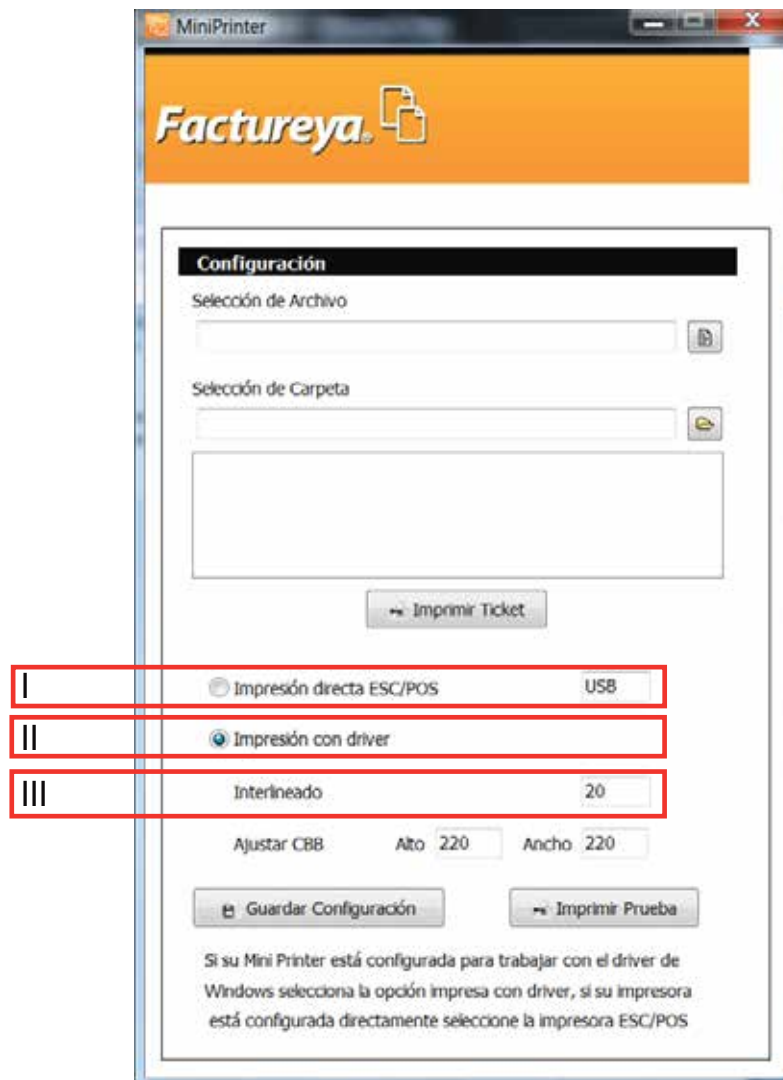 MiniPrinter
Factureya®
Configuración
Selección de Archivo
Selección de Carpeta
Imprimir Ticket
I Impresión directa ESC/POS USB
II Impresión con driver
III Interlineado 20
Ajustar CBB Alto 220 Ancho 220
Guardar Configuración Imprimir Prueba
Si su Mini Printer está configurada para trabajar con el driver de
Windows selecciona la opción impresa con driver, si su impresora
está configurada directamente seleccione la impresora ESC/POS